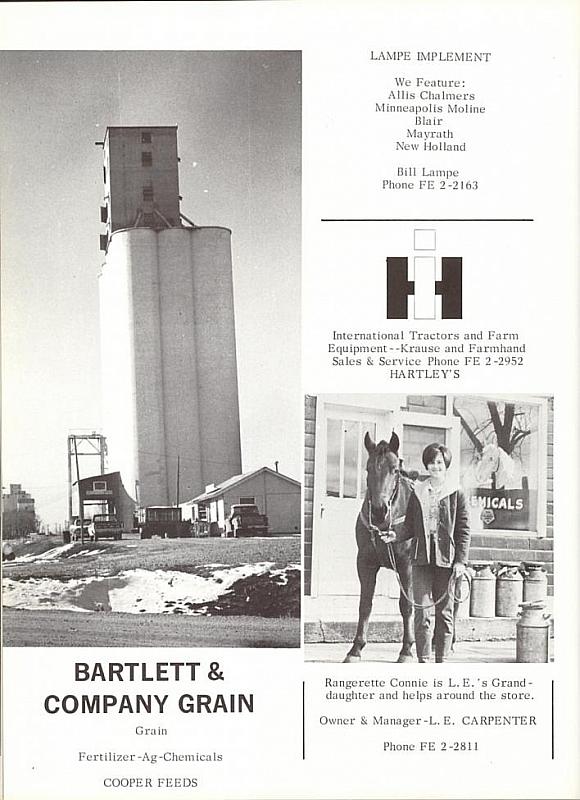 LAMPE IMPLEMENT
We Feature:
Allis Chalmers
Minneapolis Moline
Blair
Mayrath
New Holland
Bill Lampe
Phone FE 2-2163
International Tractors and Farm
Equipment--Krause and Farmhand
Sales & Service Phone FE 2-2952
HARTLEY'S
EMICALS
Rangerette Connie is L.E.'s Grand-
daughter and helps around the store.
Owner & Manager-L.E. CARPENTER
Phone FE 2-2811
BARTLETT &
COMPANY GRAIN
Grain
Fertilizer-Ag-Chemicals
COOPER FEEDS